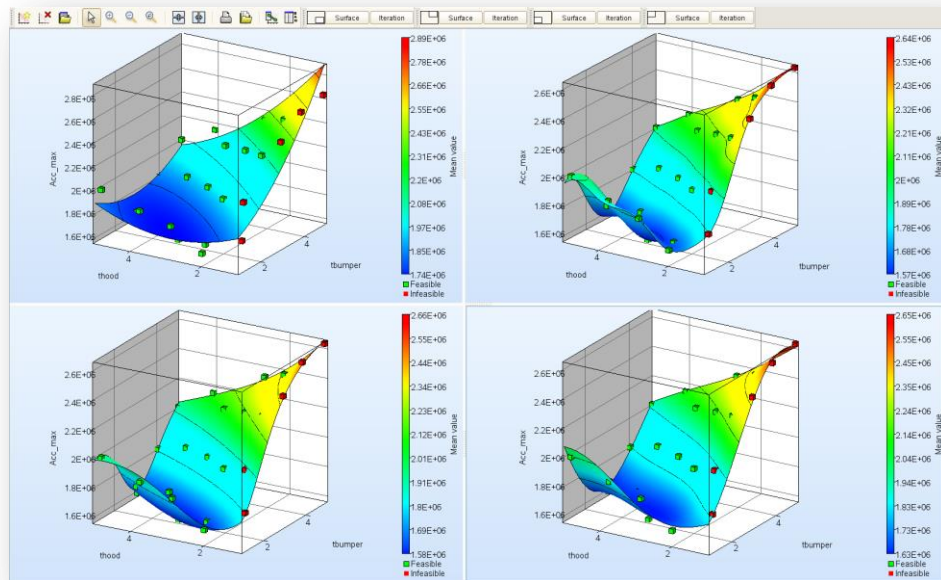 Surface Iteration Surface Iteration Surface Iteration Surface Iteration
2.8E+06
2.6E+06
2.4E+06
2.2E+06
2E+06
1.8E+06
1.6E+06
Acc_max
thood
4
2
2
4
tbumper
2.89E+06
2.78E+06
2.66E+06
2.55E+06
2.43E+06
2.31E+06
2.20E+06
2.08E+06
1.97E+06
1.85E+06
1.74E+06
Mean value
Feasible
Infeasible
2.6E+06
2.4E+06
2.2E+06
2E+06
1.8E+06
1.6E+06
Acc_max
thood
4
2
2
4
tbumper
2.64E+06
2.53E+06
2.42E+06
2.32E+06
2.21E+06
2.10E+06
2.00E+06
1.89E+06
1.78E+06
1.68E+06
1.57E+06
Mean value
Feasible
Infeasible
2.6E+06
2.4E+06
2.2E+06
2E+06
1.8E+06
1.6E+06
Acc_max
thood
4
2
2
4
tbumper
2.66E+06
2.55E+06
2.44E+06
2.34E+06
2.23E+06
2.12E+06
2.01E+06
1.90E+06
1.80E+06
1.69E+06
1.58E+06
Mean value
Feasible
Infeasible
2.6E+06
2.4E+06
2.2E+06
2E+06
1.8E+06
1.6E+06
Acc_max
thood
4
2
2
4
tbumper
2.65E+06
2.55E+06
2.45E+06
2.35E+06
2.24E+06
2.14E+06
2.04E+06
1.94E+06
1.83E+06
1.73E+06
1.63E+06
Mean value
Feasible
Infeasible